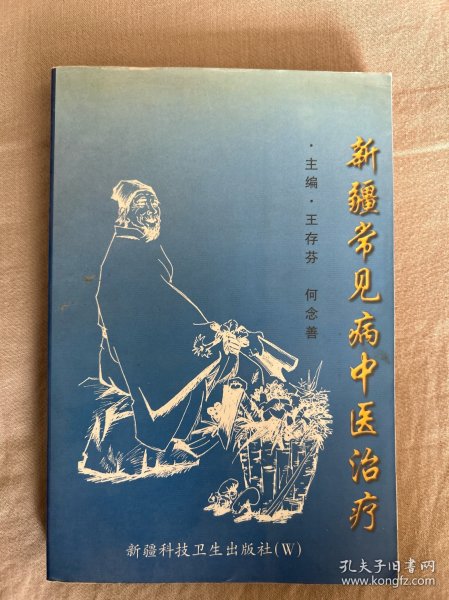 新疆常见病中医治疗
·主编·王存芬 何念善
新疆科技卫生出版社(W)
孔夫子旧书网
www.kongfz.com